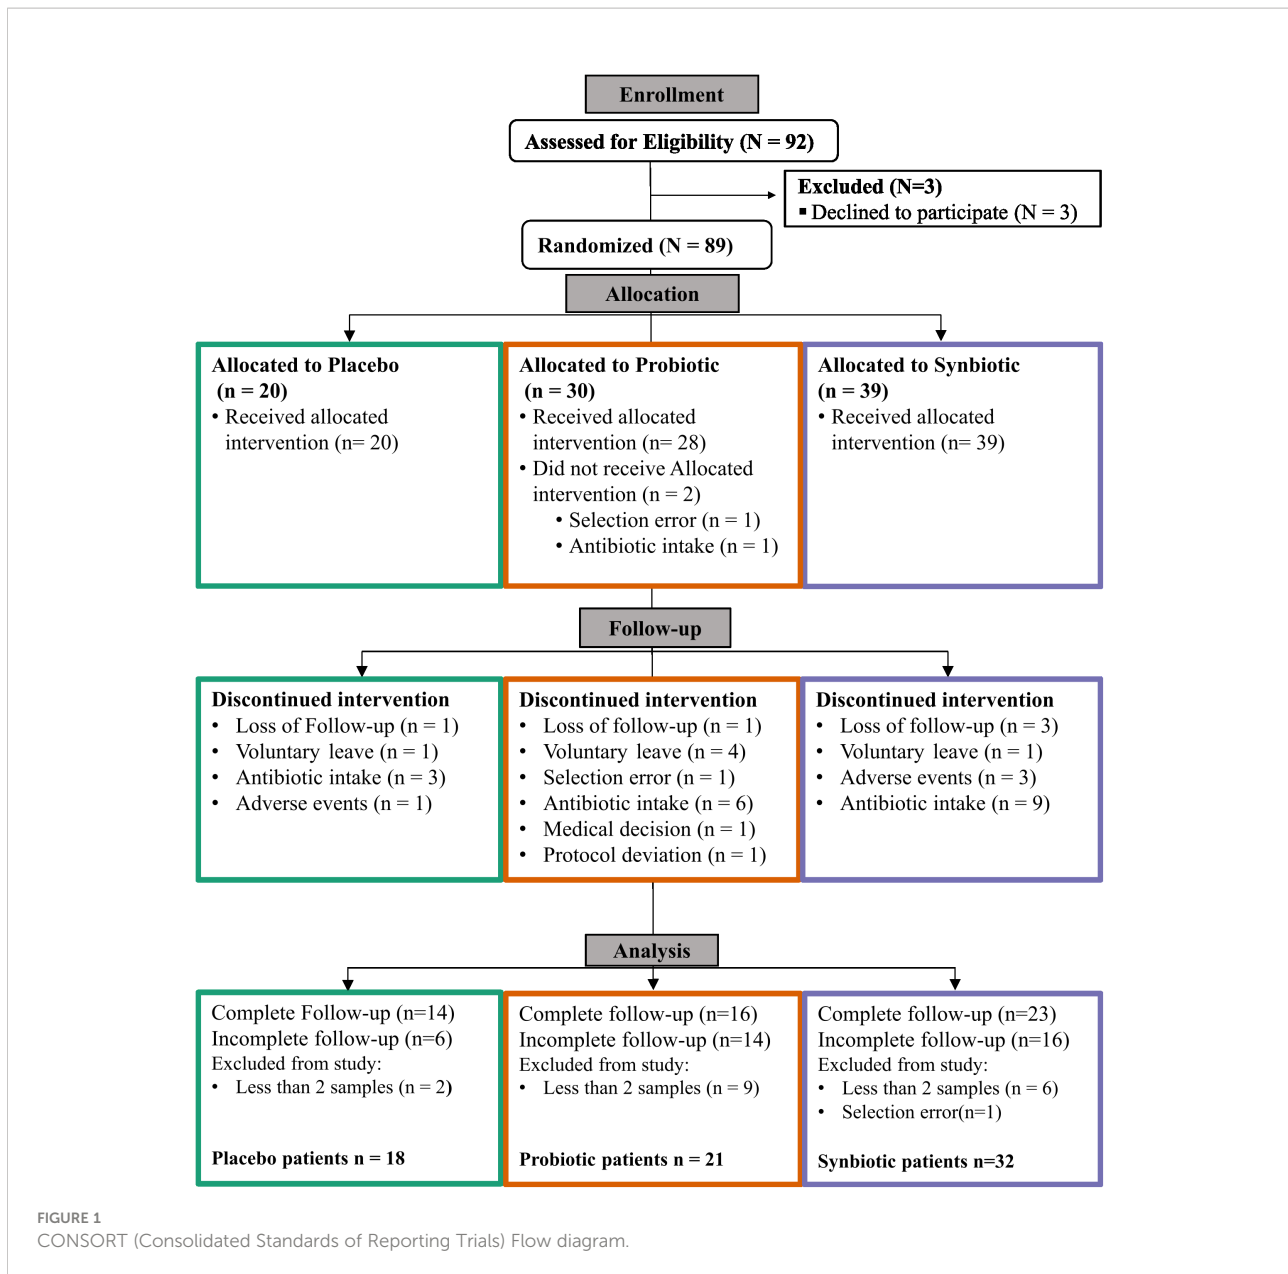 Enrollment
Assessed for Eligibility (N = 92)
Excluded (N=3)
▪ Declined to participate (N = 3)
Randomized (N = 89)
Allocation
Allocated to Placebo
(n = 20)
• Received allocated
intervention (n= 20)
Allocated to Probiotic
(n = 30)
• Received allocated
intervention (n= 28)
• Did not receive Allocated
intervention (n = 2)
• Selection error (n = 1)
• Antibiotic intake (n = 1)
Allocated to Synbiotic
(n = 39)
• Received allocated
intervention (n= 39)
Follow-up
Discontinued intervention
• Loss of Follow-up (n = 1)
• Voluntary leave (n = 1)
• Antibiotic intake (n = 3)
• Adverse events (n = 1)
Discontinued intervention
• Loss of follow-up (n = 1)
• Voluntary leave (n = 4)
• Selection error (n = 1)
• Antibiotic intake (n = 6)
• Medical decision (n = 1)
• Protocol deviation (n = 1)
Discontinued intervention
• Loss of follow-up (n = 3)
• Voluntary leave (n = 1)
• Adverse events (n = 3)
• Antibiotic intake (n = 9)
Analysis
Complete Follow-up (n=14)
Incomplete follow-up (n=6)
Excluded from study:
• Less than 2 samples (n = 2)
Placebo patients n = 18
Complete follow-up (n=16)
Incomplete follow-up (n=14)
Excluded from study:
• Less than 2 samples (n = 9)
Probiotic patients n = 21
Complete follow-up (n=23)
Incomplete follow-up (n=16)
Excluded from study:
• Less than 2 samples (n = 6)
• Selection error(n=1)
Synbiotic patients n=32
FIGURE 1
CONSORT (Consolidated Standards of Reporting Trials) Flow diagram.